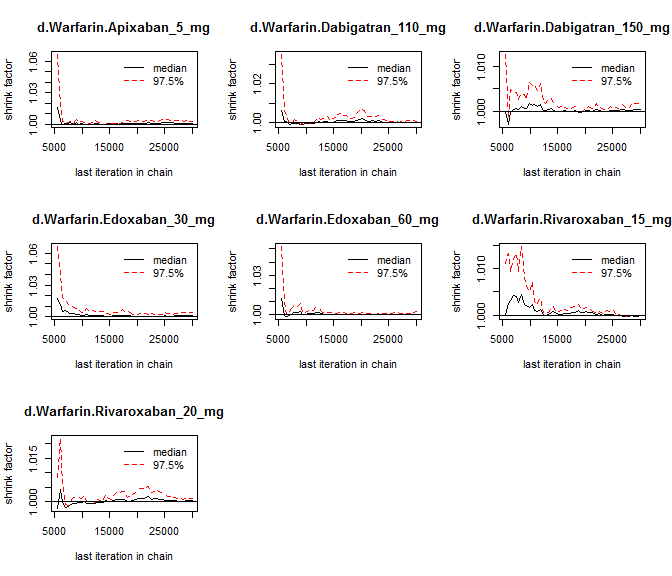 d.Warfarin.Apixaban_5_mg
shrink factor
1.00 1.03 1.06
median
97.5%
5000 15000 25000
last iteration in chain
d.Warfarin.Dabigatran_110_mg
shrink factor
1.00 1.02
median
97.5%
5000 15000 25000
last iteration in chain
d.Warfarin.Dabigatran_150_mg
shrink factor
1.000 1.010
median
97.5%
5000 15000 25000
last iteration in chain
d.Warfarin.Edoxaban_30_mg
shrink factor
1.00 1.03 1.06
median
97.5%
5000 15000 25000
last iteration in chain
d.Warfarin.Edoxaban_60_mg
shrink factor
1.00 1.03
median
97.5%
5000 15000 25000
last iteration in chain
d.Warfarin.Rivaroxaban_15_mg
shrink factor
1.000 1.010
median
97.5%
5000 15000 25000
last iteration in chain
d.Warfarin.Rivaroxaban_20_mg
shrink factor
1.000 1.015
median
97.5%
5000 15000 25000
last iteration in chain